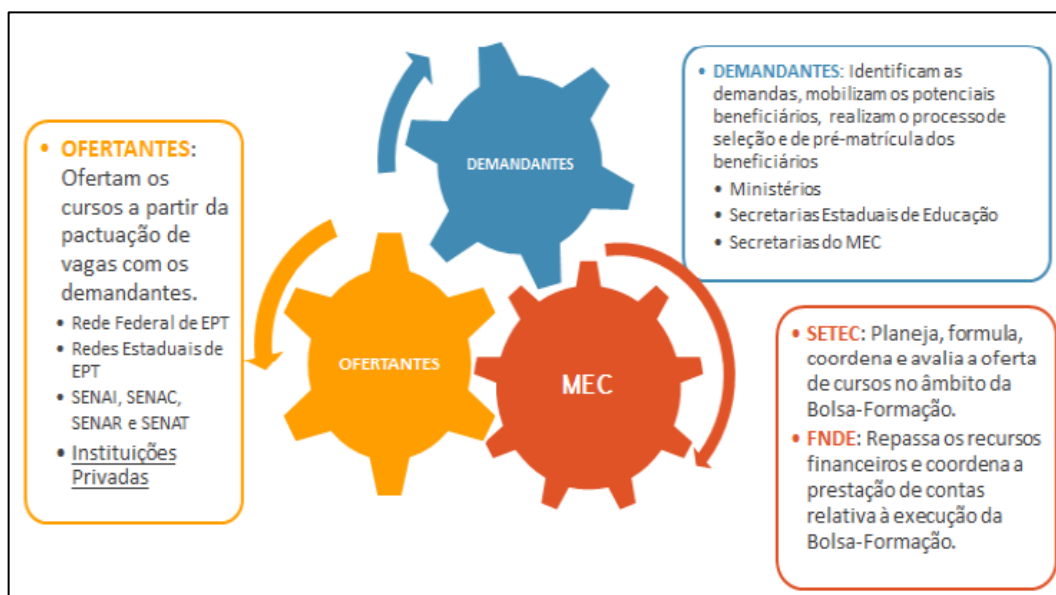 • OFERTANTES:
Ofertam os
cursos a partir da
pactuação de
vagas com os
demandantes.
• Rede Federal de EPT
• Redes Estaduais de
EPT
• SENAI, SENAC,
SENAR e SENAT
• Instituições
Privadas
DEMANDANTES
OFERTANTES
MEC
• DEMANDANTES: Identificam as
demandas, mobilizam os potenciais
beneficiários, realizam o processo de
seleção e de pré-matrícula dos
beneficiários
• Ministérios
• Secretarias Estaduais de Educação
• Secretarias do MEC
• SETEC: Planeja, formula,
coordena e avalia a oferta
de cursos no âmbito da
Bolsa-Formação.
• FNDE: Repassa os recursos
financeiros e coordena a
prestação de contas
relativa à execução da
Bolsa-Formação.